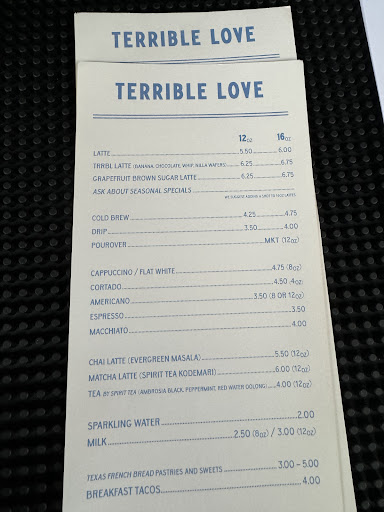 TERRIBLE LOVE
TERRIBLE LOVE
12oz 16oz
LATTE 5.50 6.00
TRRBL LATTE (BANANA, CHOCOLATE, WHIP, NILLA WAFERS) 6.25 6.75
GRAPEFRUIT BROWN SUGAR LATTE 6.25 6.75
ASK ABOUT SEASONAL SPECIALS
COLD BREW 4.25 4.75
DRIP 3.50 4.00
POUROVER MKT (12oz)
CAPPUCCINO / FLAT WHITE 4.75 (8oz)
CORTADO 4.50 (4oz)
AMERICANO 3.50 (8 OR 12oz)
ESPRESSO 3.50
MACCHIATO 4.00
CHAI LATTE (EVERGREEN MASALA) 5.50 (12oz)
MATCHA LATTE (SPIRIT TEA KODEMARI) 6.00 (12oz)
TEA BY SPIRIT TEA (AMBROSIA BLACK, PEPPERMINT, RED WATER OOLONG) 4.00 (12oz)
SPARKLING WATER 2.00
MILK 2.50 (8oz) / 3.00 (12oz)
TEXAS FRENCH BREAD PASTRIES AND SWEETS 3.00 - 5.00
BREAKFAST TACOS 4.00